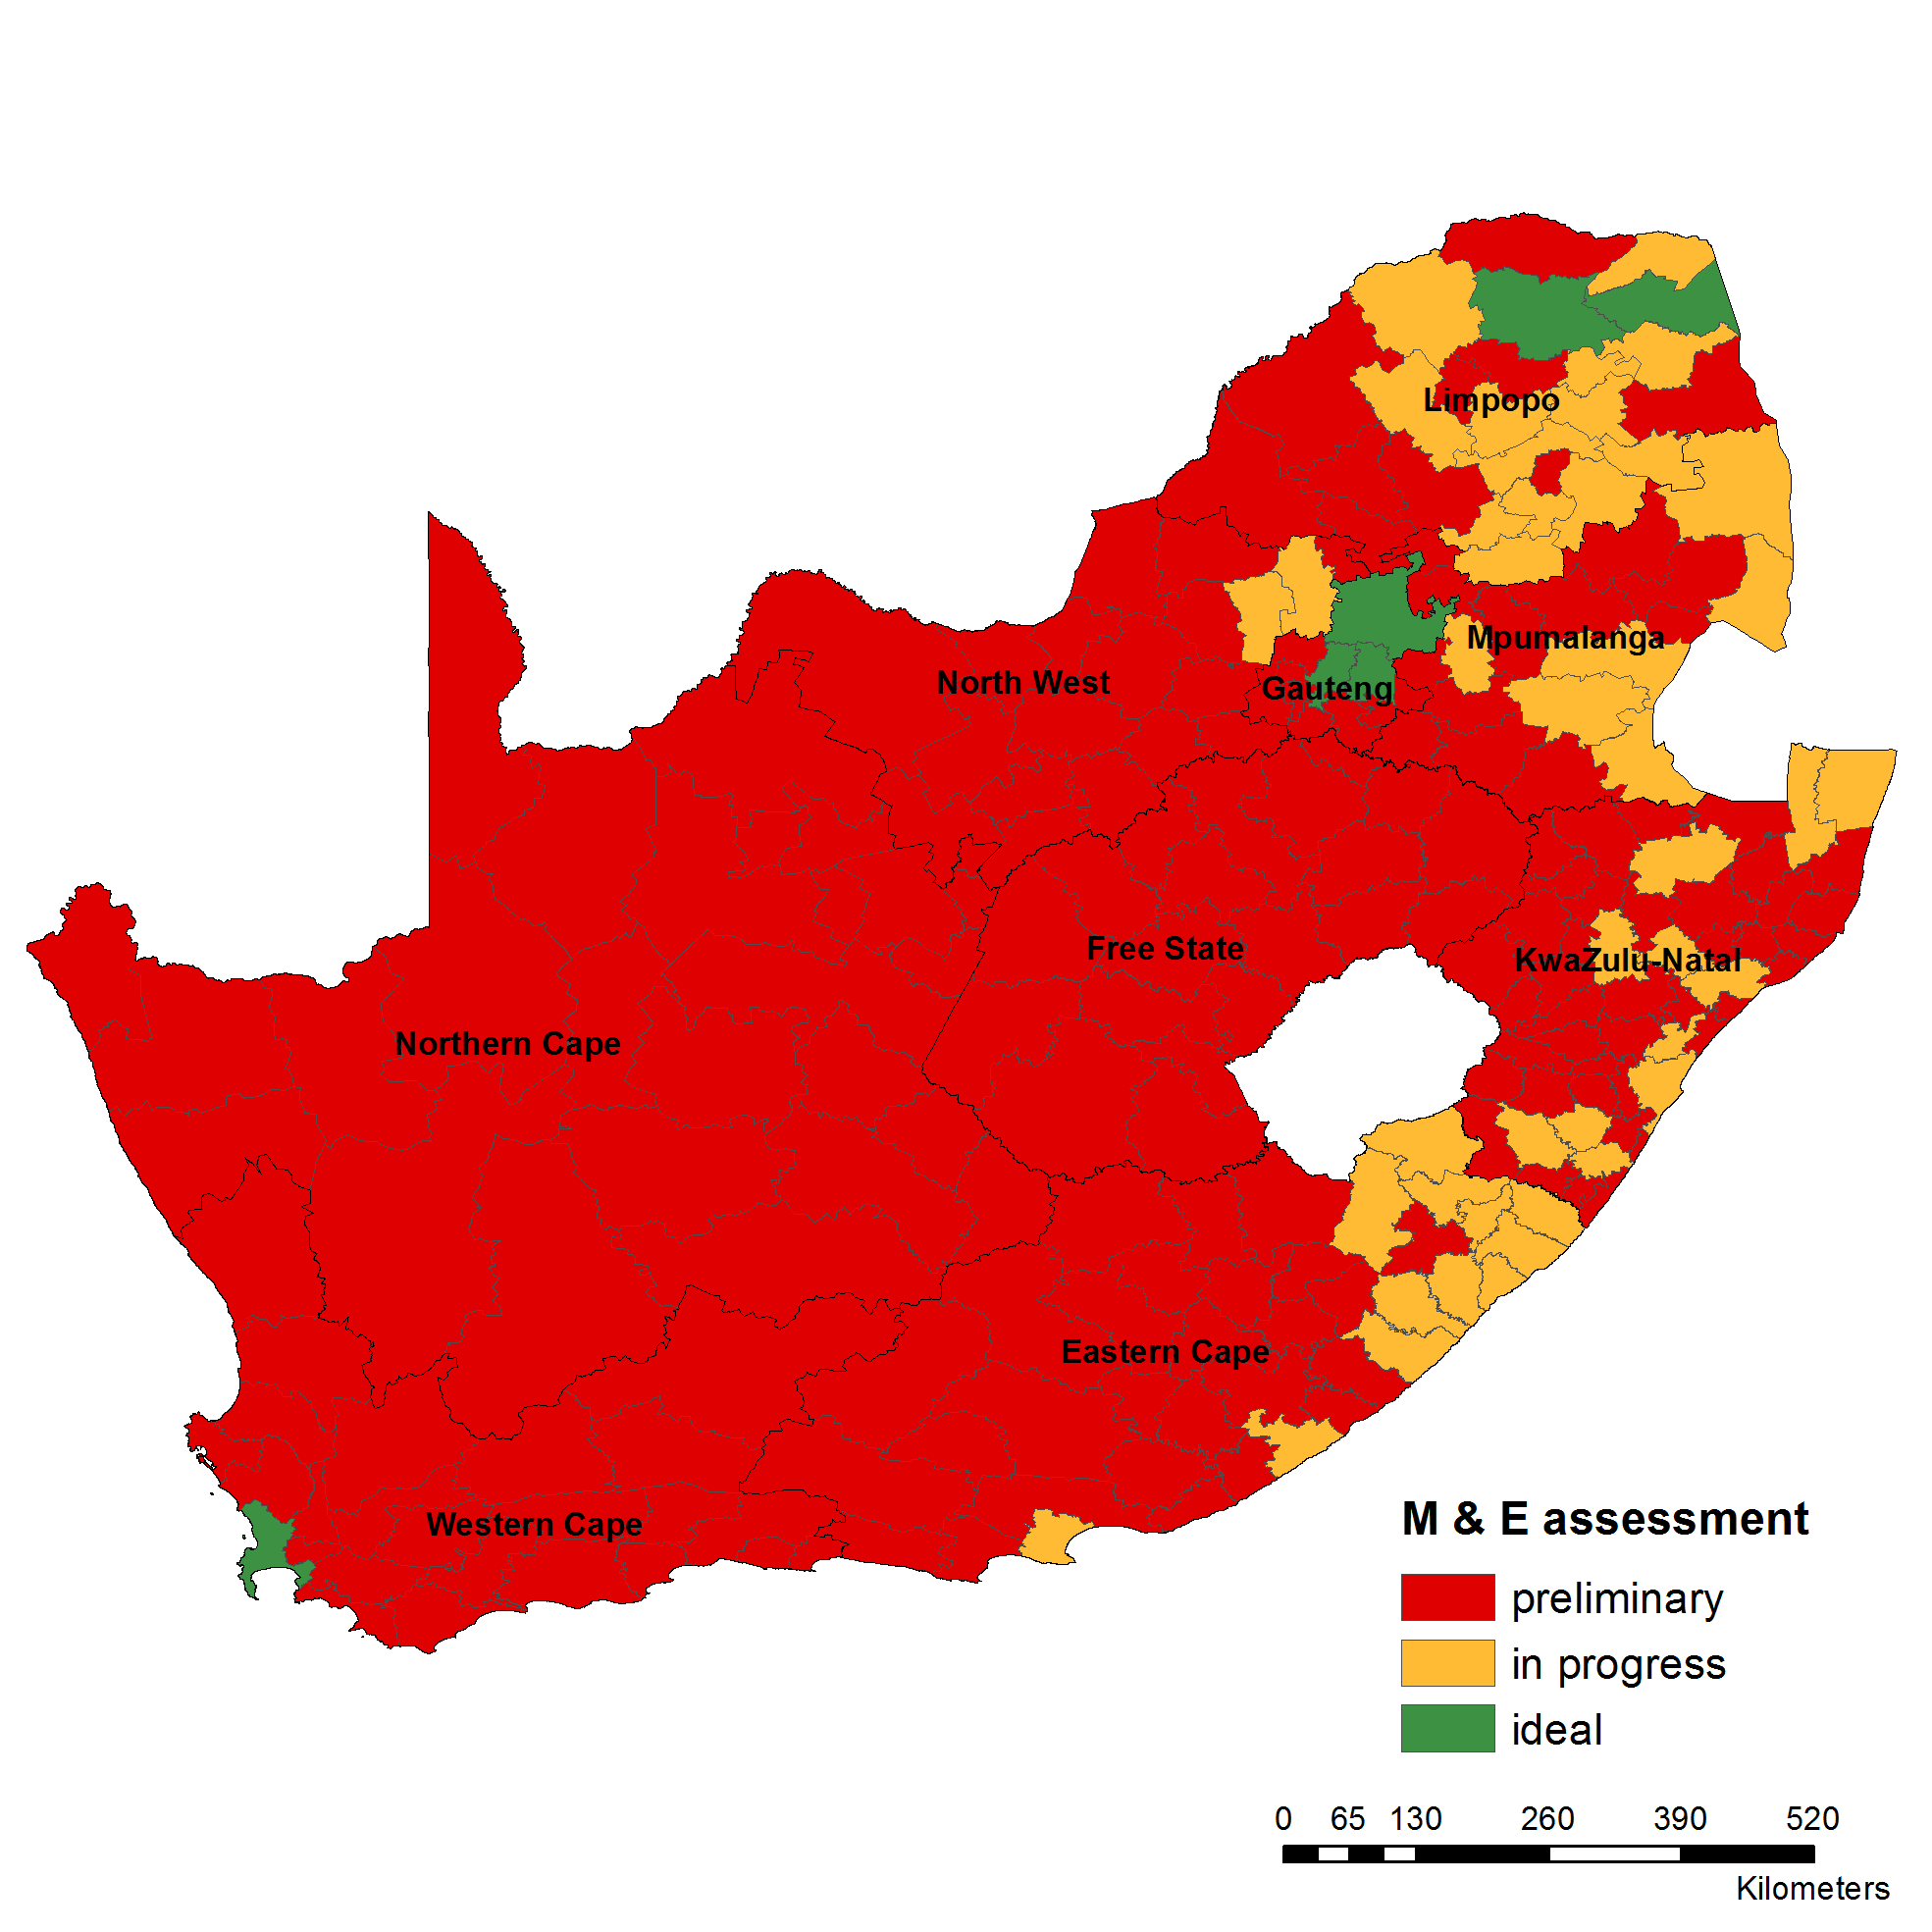 Limpopo
Mpumalanga
North West
Gauteng
Free State
KwaZulu-Natal
Northern Cape
Eastern Cape
Western Cape
M & E assessment
preliminary
in progress
ideal
0 65 130 260 390 520
Kilometers